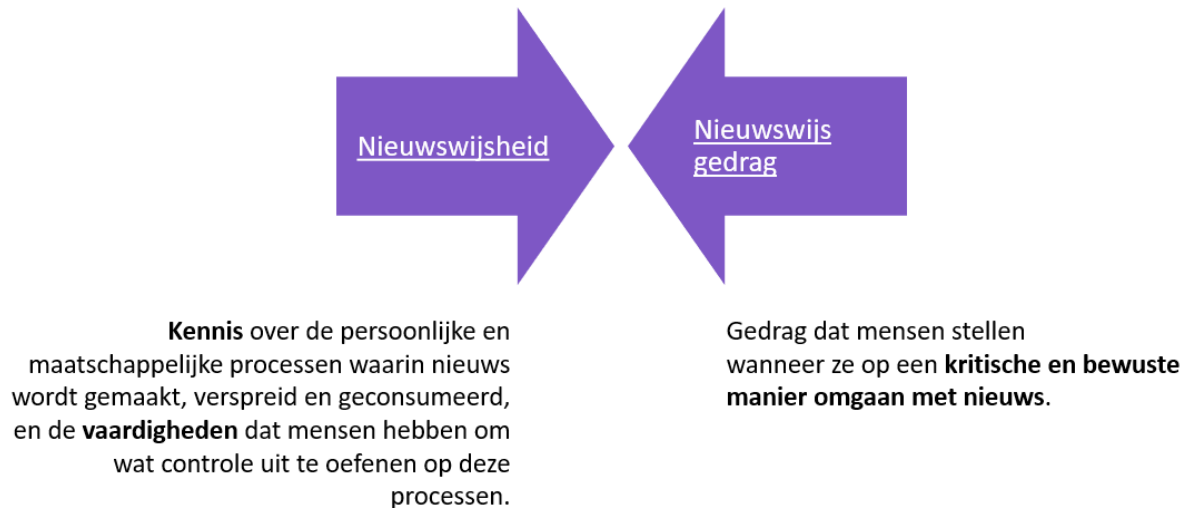 Nieuwswijsheid
Nieuwswijs
gedrag
Kennis over de persoonlijke en
maatschappelijke processen waarin nieuws
wordt gemaakt, verspreid en geconsumeerd,
en de vaardigheden dat mensen hebben om
wat controle uit te oefenen op deze
processen.
Gedrag dat mensen stellen
wanneer ze op een kritische en bewuste
manier omgaan met nieuws.